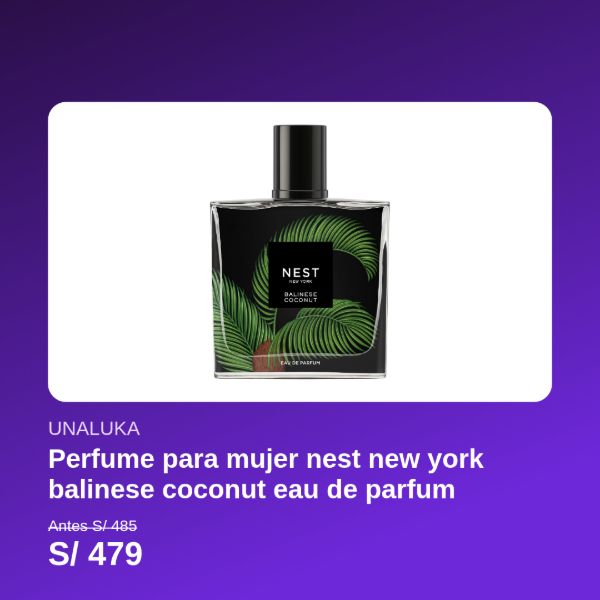 NEST
NEW YORK
BALINESE
COCONUT
EAU DE PARFUM
UNALUKA
Perfume para mujer nest new york
balinese coconut eau de parfum
Antes S/ 485
S/ 479